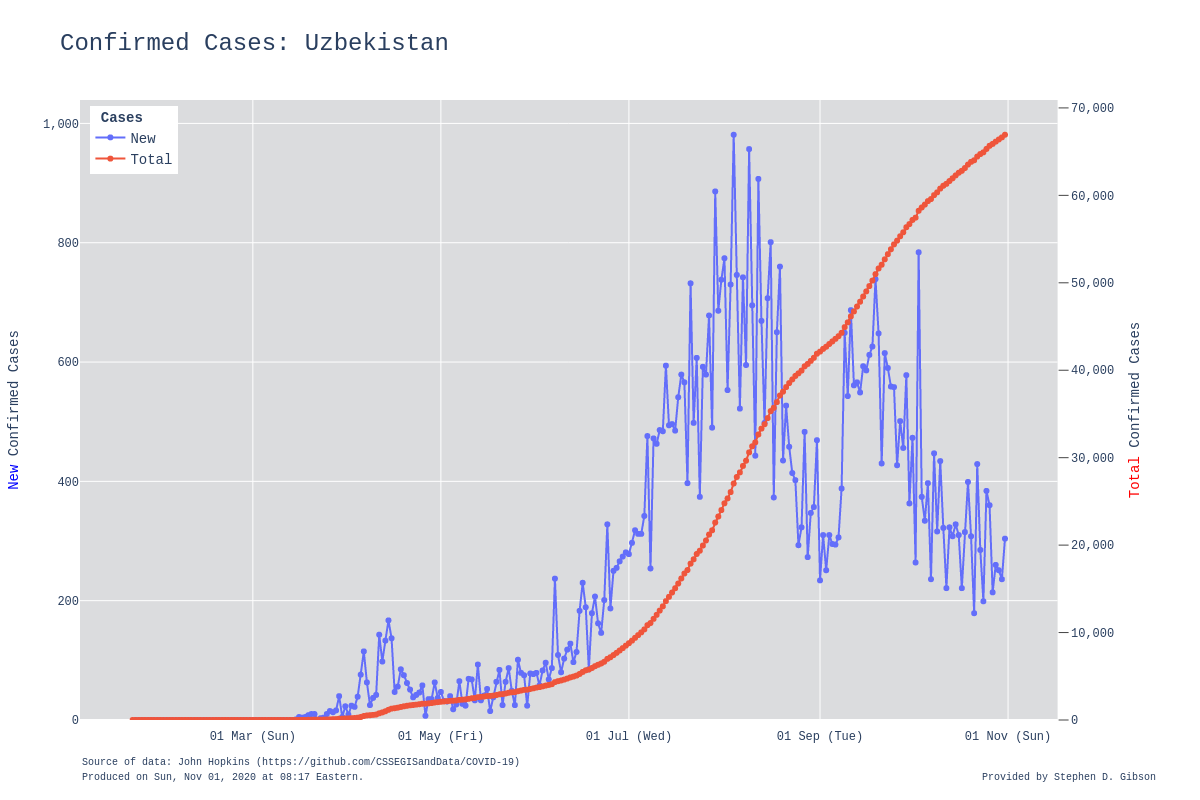 Confirmed Cases: Uzbekistan
Cases
New
Total
1,000
800
600
400
200
0
70,000
60,000
50,000
40,000
30,000
20,000
10,000
0
New Confirmed Cases
Total Confirmed Cases
01 Mar (Sun)
01 May (Fri)
01 Jul (Wed)
01 Sep (Tue)
01 Nov (Sun)
Source of data: John Hopkins (https://github.com/CSSEGISandData/COVID-19)
Produced on Sun, Nov 01, 2020 at 08:17 Eastern.
Provided by Stephen D. Gibson